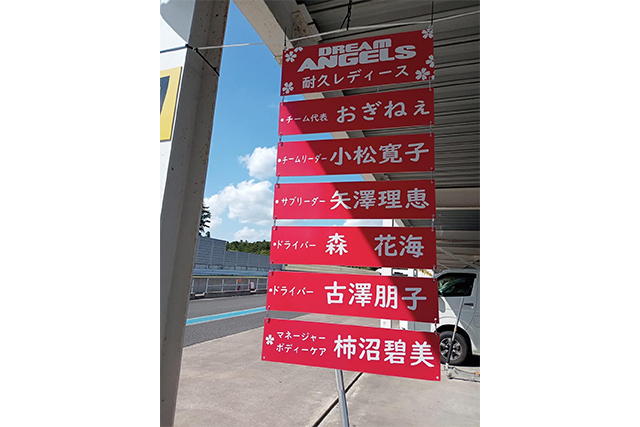 DREAM
ANGELS
耐久レディース
チーム代表 おぎねぇ
チームリーダー 小松寛子
サブリーダー 矢澤理恵
ドライバー 森 花海
ドライバー 古澤朋子
マネージャー
ボディーケア 柿沼碧美